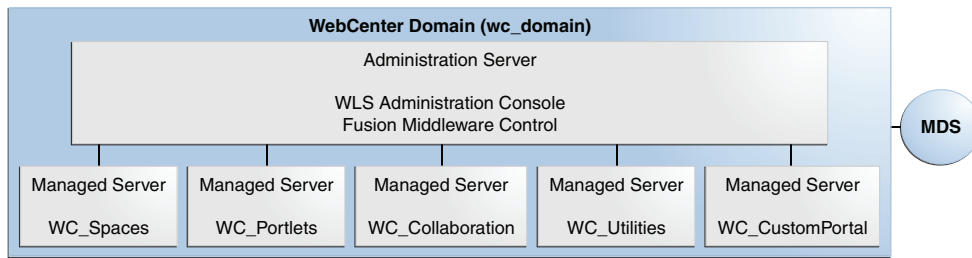 WebCenter Domain (wc_domain)
Administration Server
WLS Administration Console
Fusion Middleware Control
MDS
Managed Server
WC_Spaces
Managed Server
WC_Portlets
Managed Server
WC_Collaboration
Managed Server
WC_Utilities
Managed Server
WC_CustomPortal